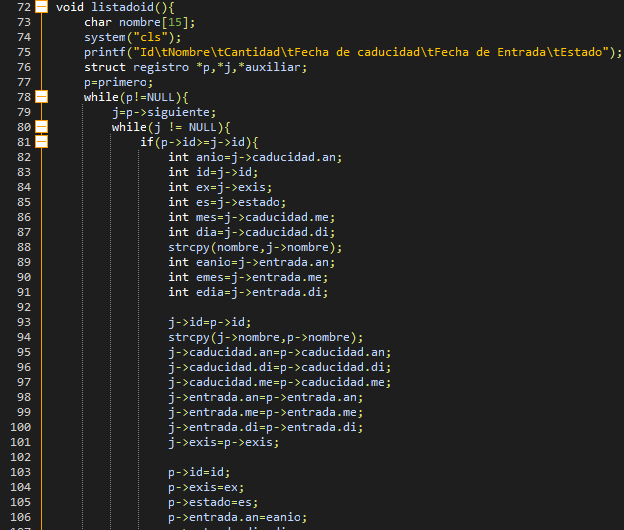 72 void listadoid(){
73 char nombre[15];
74 system("cls");
75 printf("Id\tNombre\tCantidad\tFecha de caducidad\tFecha de Entrada\tEstado");
76 struct registro *p,*j,*auxiliar;
77 p=primero;
78 while(p!=NULL){
79 j=p->siguiente;
80 while(j != NULL){
81 if(p->id>=j->id){
82 int anio=j->caducidad.an;
83 int id=j->id;
84 int ex=j->exis;
85 int es=j->estado;
86 int mes=j->caducidad.me;
87 int dia=j->caducidad.di;
88 strcpy(nombre,j->nombre);
89 int eanio=j->entrada.an;
90 int emes=j->entrada.me;
91 int edia=j->entrada.di;
92
93 j->id=p->id;
94 strcpy(j->nombre,p->nombre);
95 j->caducidad.an=p->caducidad.an;
96 j->caducidad.di=p->caducidad.di;
97 j->caducidad.me=p->caducidad.me;
98 j->entrada.an=p->entrada.an;
99 j->entrada.me=p->entrada.me;
100 j->entrada.di=p->entrada.di;
101 j->exis=p->exis;
102
103 p->id=id;
104 p->exis=ex;
105 p->estado=es;
106 p->entrada.an=eanio;